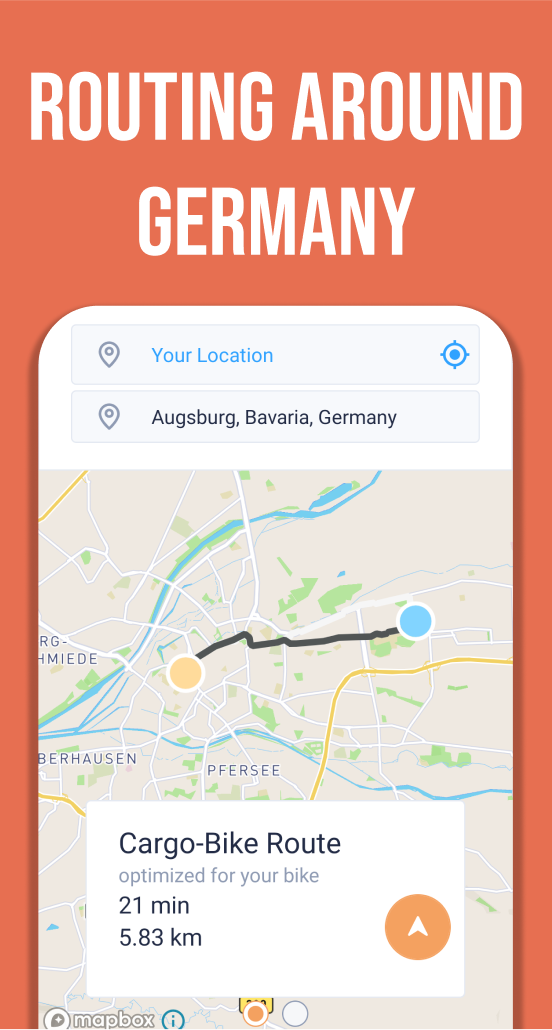 ROUTING AROUND
GERMANY
Your Location
Augsburg, Bavaria, Germany
RG-
HMIEDE
BERHAUSEN
PFERSEE
Cargo-Bike Route
optimized for your bike
21 min
5.83 km
mapbox